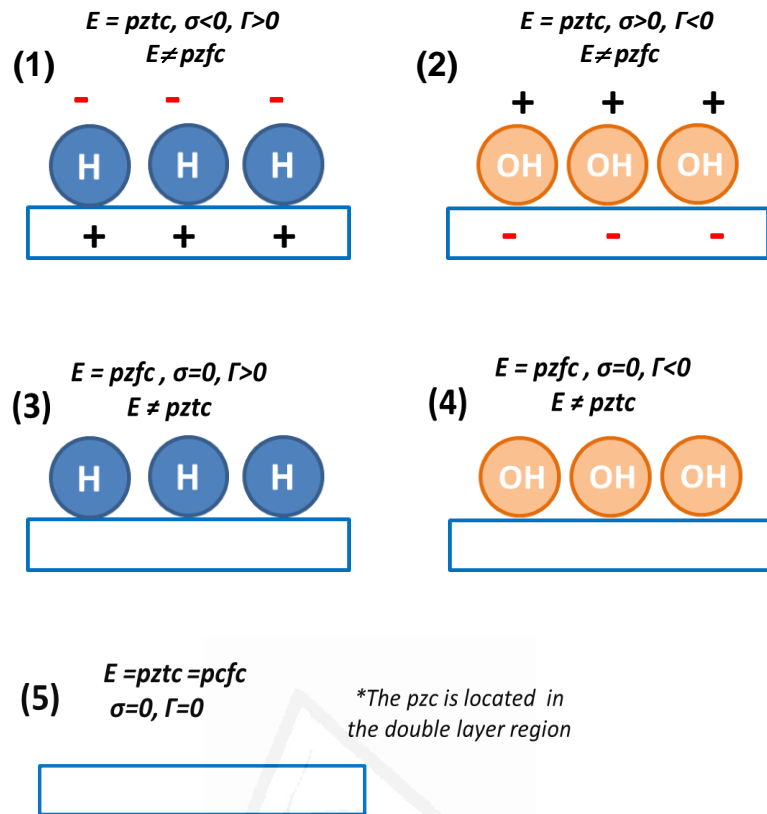 E = pztc, σ<0, Γ>0
E≠pzfc
(1)
- - -
H H H
+ + +
E = pztc, σ>0, Γ<0
E≠pzfc
(2)
+ + +
OH OH OH
- - -
E = pzfc , σ=0, Γ>0
E ≠ pztc
(3)
H H H
E = pzfc , σ=0, Γ<0
E ≠ pztc
(4)
OH OH OH
E =pztc =pcfc
σ=0, Γ=0
(5)
*The pzc is located in
the double layer region